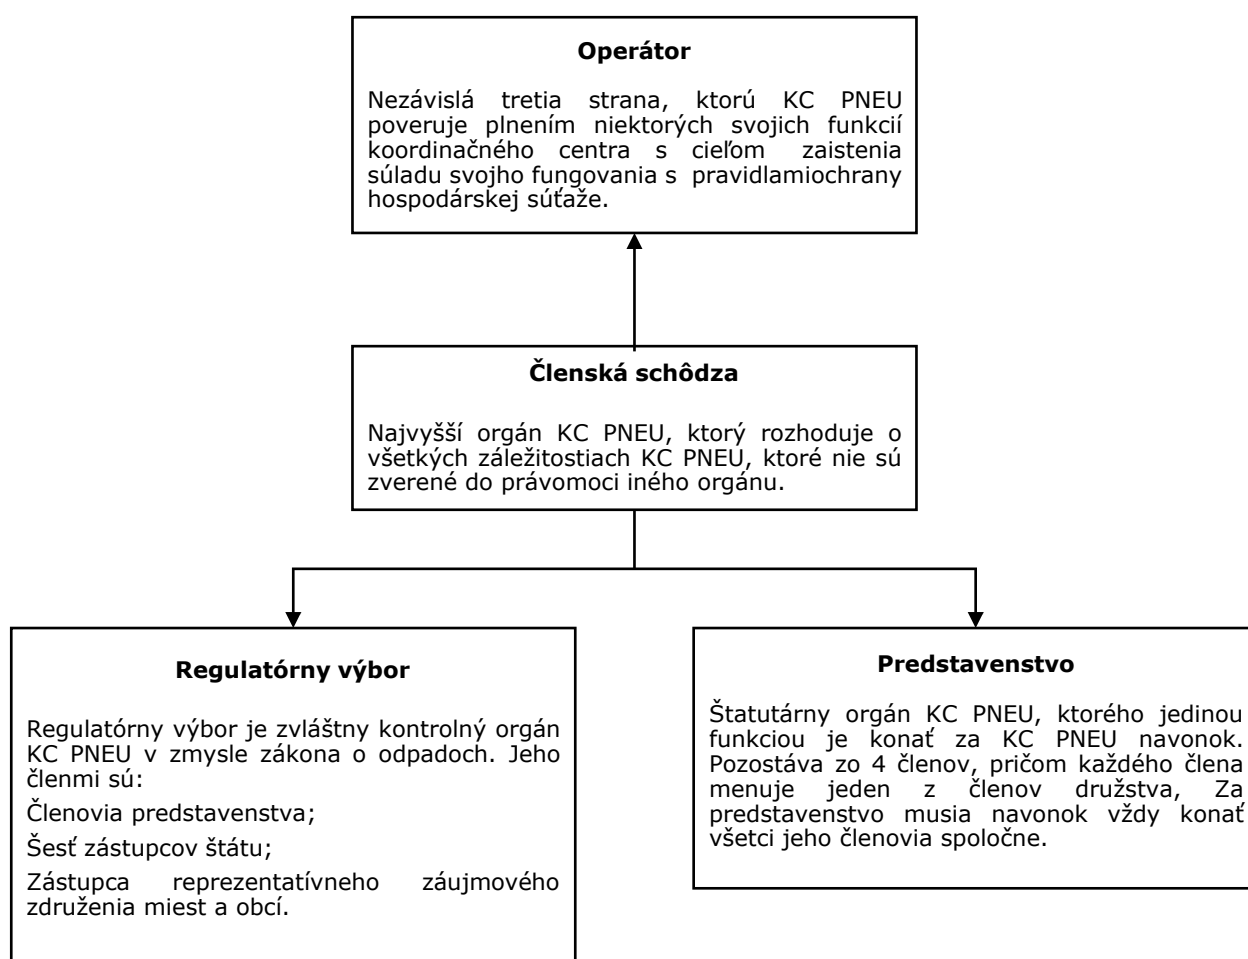 Operátor
Nezávislá tretia strana, ktorú KC PNEU
poveruje plnením niektorých svojich funkcií
koordinačného centra s cieľom zaistenia
súladu svojho fungovania s pravidlamiochrany
hospodárskej súťaže.
Členská schôdza
Najvyšší orgán KC PNEU, ktorý rozhoduje o
všetkých záležitostiach KC PNEU, ktoré nie sú
zverené do právomoci iného orgánu.
Regulatórny výbor
Regulatórny výbor je zvláštny kontrolný orgán
KC PNEU v zmysle zákona o odpadoch. Jeho
členmi sú:
Členovia predstavenstva;
Šesť zástupcov štátu;
Zástupca reprezentatívneho záujmového
združenia miest a obcí.
Predstavenstvo
Štatutárny orgán KC PNEU, ktorého jedinou
funkciou je konať za KC PNEU navonok.
Pozostáva zo 4 členov, pričom každého člena
menuje jeden z členov družstva, Za
predstavenstvo musia navonok vždy konať
všetci jeho členovia spoločne.